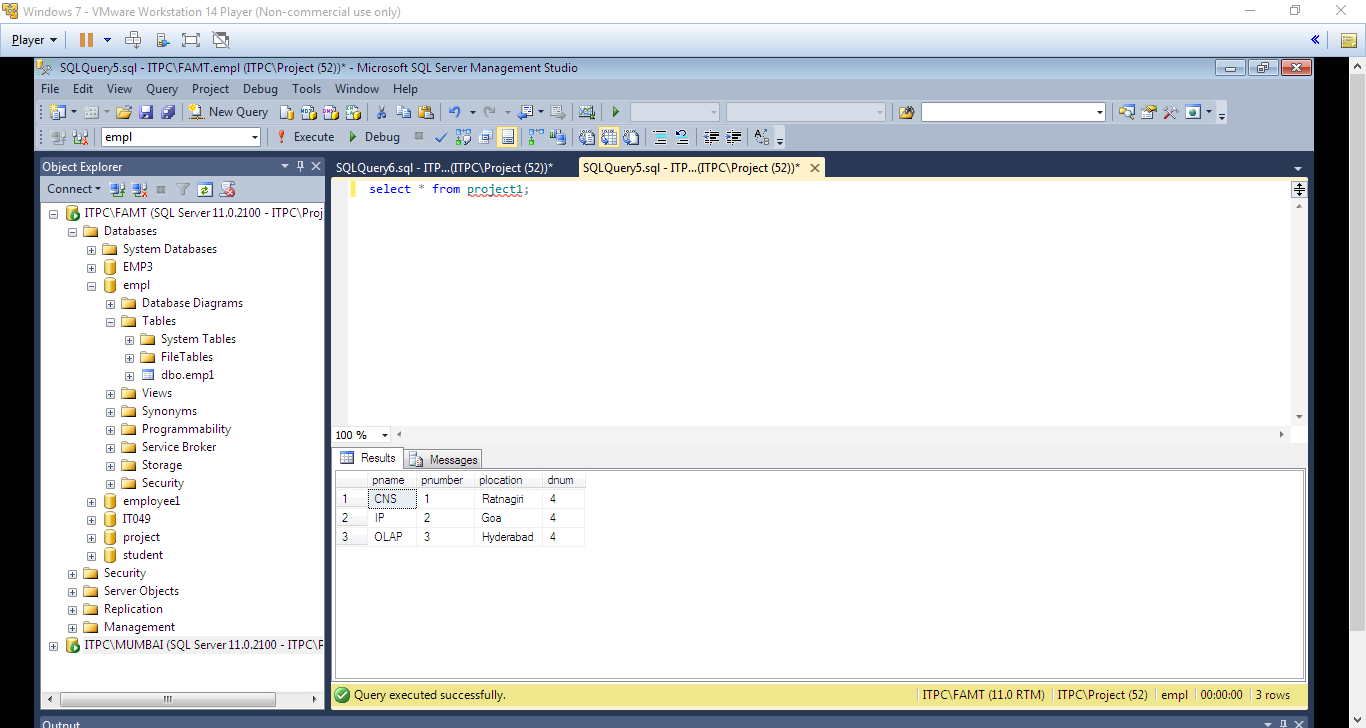 Windows 7 - VMware Workstation 14 Player (Non-commercial use only)
Player
SQLQuery5.sql - ITPC\FAMT.empl (ITPC\Project (52))* - Microsoft SQL Server Management Studio
File Edit View Query Project Debug Tools Window Help
New Query
empl Execute Debug
Object Explorer
Connect
ITPC\FAMT (SQL Server 11.0.2100 - ITPC\Proj
Databases
System Databases
EMP3
empl
Database Diagrams
Tables
System Tables
FileTables
dbo.emp1
Views
Synonyms
Programmability
Service Broker
Storage
Security
employee1
IT049
project
student
Security
Server Objects
Replication
Management
ITPC\MUMBAI (SQL Server 11.0.2100 - ITPC\P
SQLQuery6.sql - ITP...(ITPC\Project (52))* SQLQuery5.sql - ITP...(ITPC\Project (52))*
select * from project1;
100 %
Results Messages
pname pnumber plocation dnum
1 CNS 1 Ratnagiri 4
2 IP 2 Goa 4
3 OLAP 3 Hyderabad 4
Query executed successfully. ITPC\FAMT (11.0 RTM) ITPC\Project (52) empl 00:00:00 3 rows
Output